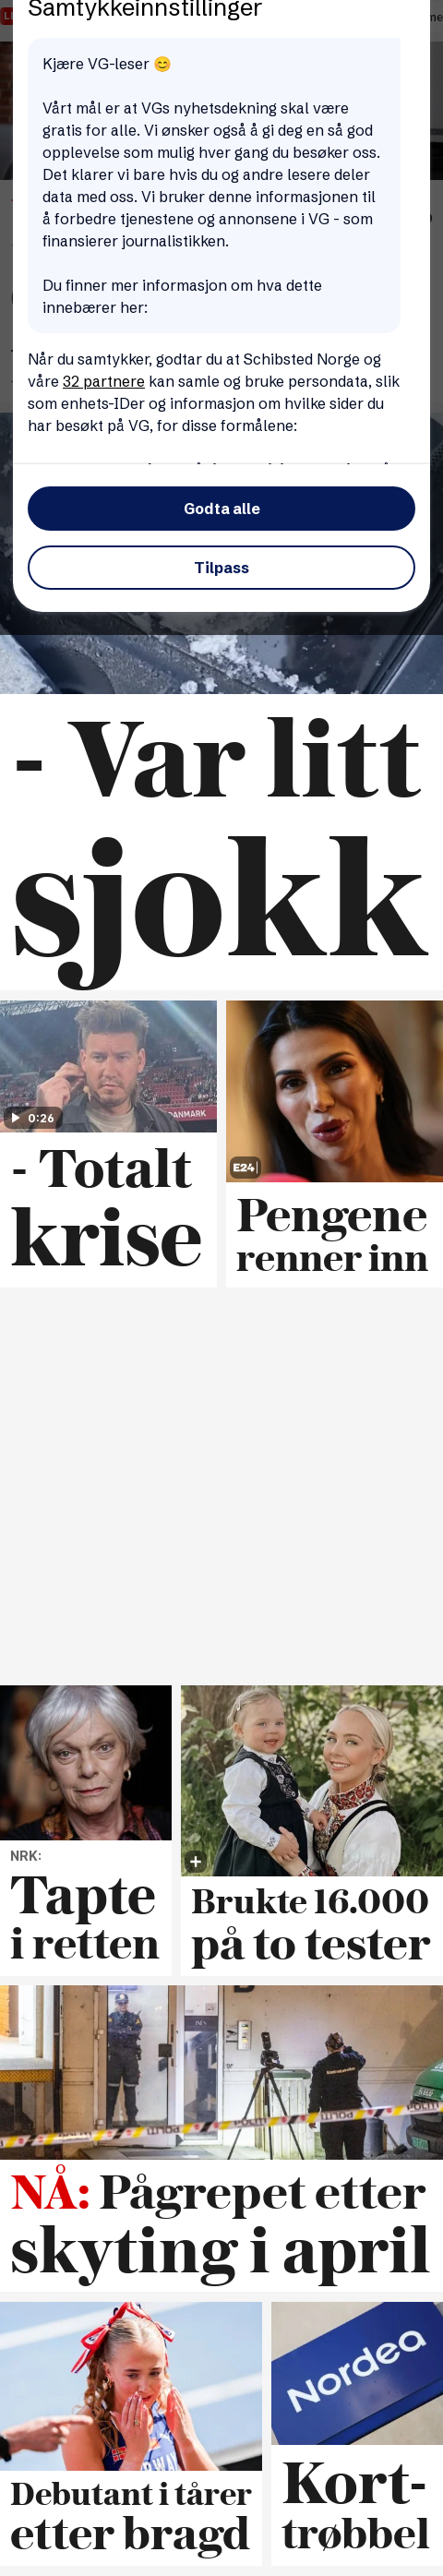 Samtykkeinnstillinger
Kjære VG-leser 😊
Vårt mål er at VGs nyhetsdekning skal være
gratis for alle. Vi ønsker også å gi deg en så god
opplevelse som mulig hver gang du besøker oss.
Det klarer vi bare hvis du og andre lesere deler
data med oss. Vi bruker denne informasjonen til
å forbedre tjenestene og annonsene i VG - som
finansierer journalistikken.
Du finner mer informasjon om hva dette
innebærer her:
Når du samtykker, godtar du at Schibsted Norge og
våre 32 partnere kan samle og bruke persondata, slik
som enhets-IDer og informasjon om hvilke sider du
har besøkt på VG, for disse formålene:
Godta alle
Tilpass
- Var litt
sjokk
0:26
DANMARK
- Totalt
krise
E24
Pengene
renner inn
NRK:
Tapte
i retten
Brukte 16.000
på to tester
POLITI
NÅ: Pågrepet etter
skyting i april
Debutant i tårer
etter bragd
Nordea
Kort-
trøbbel